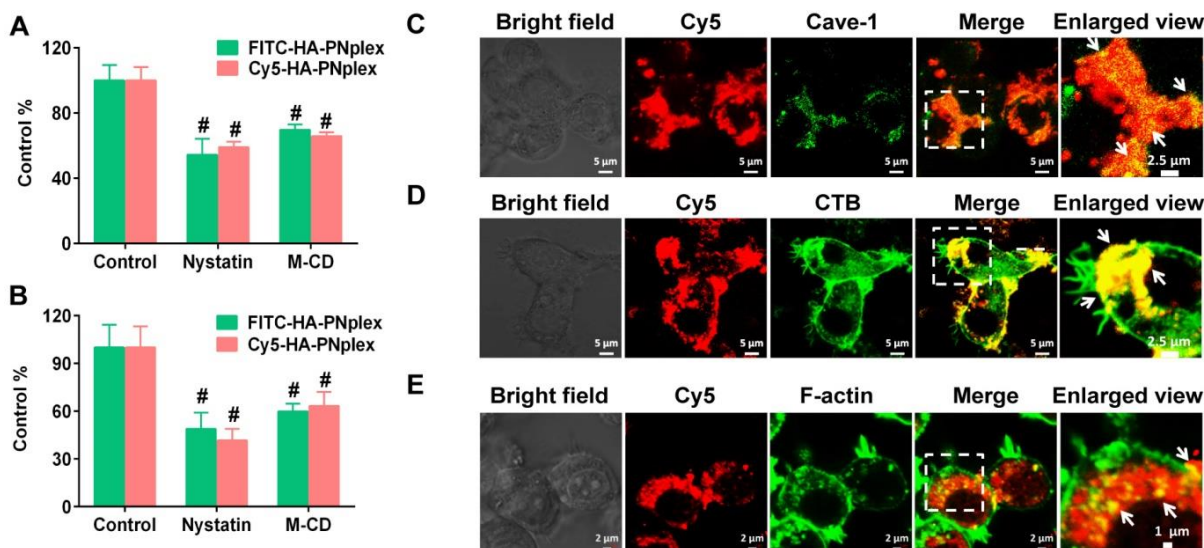 A
Control %
120
80
40
0
FITC-HA-PNplex
Cy5-HA-PNplex
# # # #
Control Nystatin M-CD
B
Control %
120
90
60
30
0
FITC-HA-PNplex
Cy5-HA-PNplex
# # # #
Control Nystatin M-CD
C
Bright field Cy5 Cave-1 Merge Enlarged view
5 µm 5 µm 5 µm 5 µm 2.5 µm
D
Bright field Cy5 CTB Merge Enlarged view
5 µm 5 µm 5 µm 5 µm 2.5 µm
E
Bright field Cy5 F-actin Merge Enlarged view
2 µm 2 µm 2 µm 2 µm 1 µm